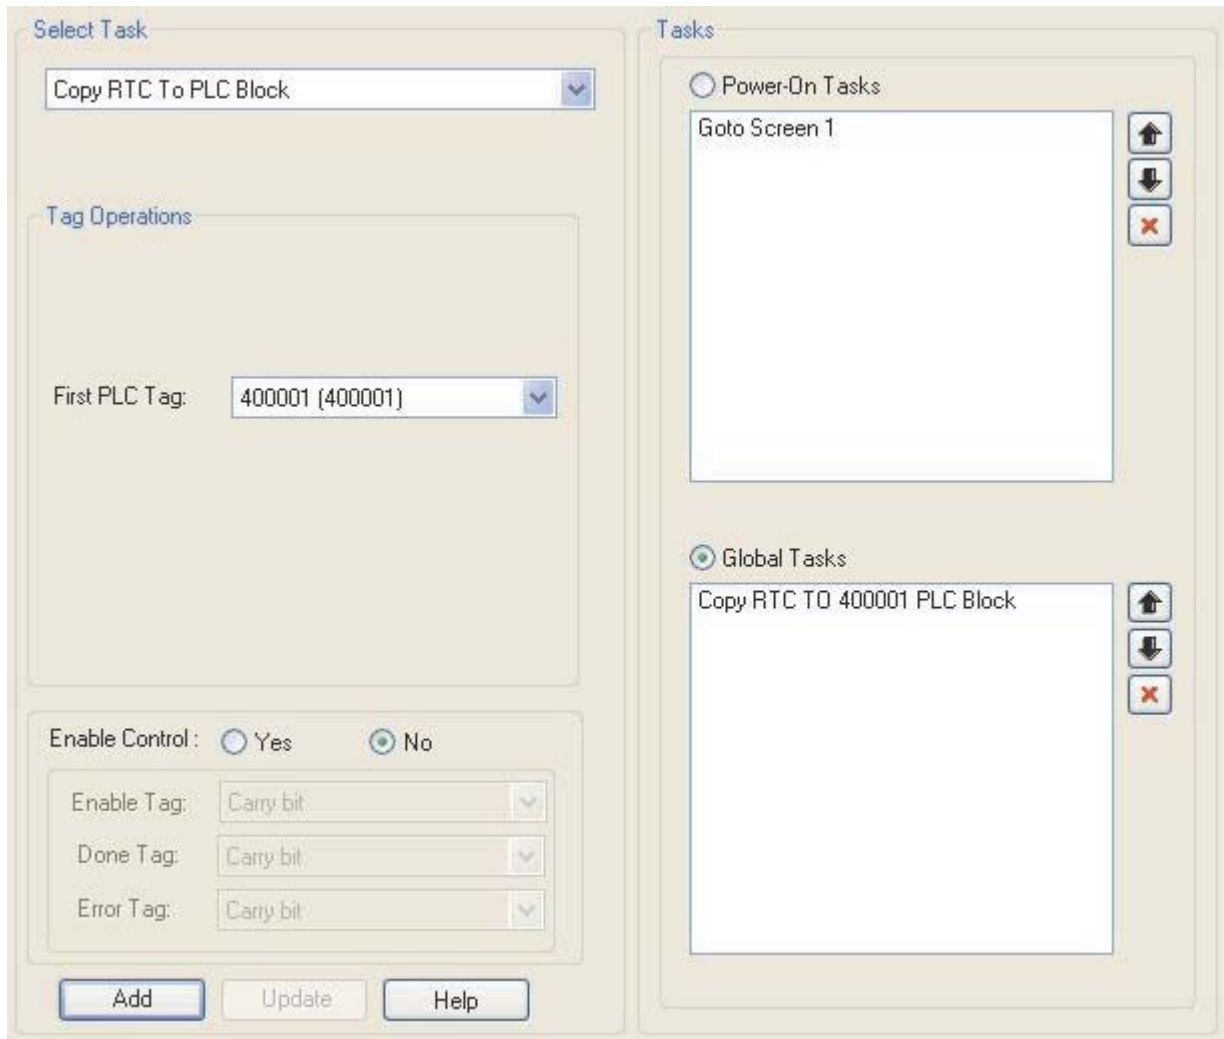 Select Task
Copy RTC To PLC Block
Tag Operations
First PLC Tag:
400001 (400001)
Enable Control :
Yes
No
Enable Tag:
Carry bit
Done Tag:
Carry bit
Error Tag:
Carry bit
Add
Update
Help
Tasks
Power-On Tasks
Goto Screen 1
Global Tasks
Copy RTC TO 400001 PLC Block